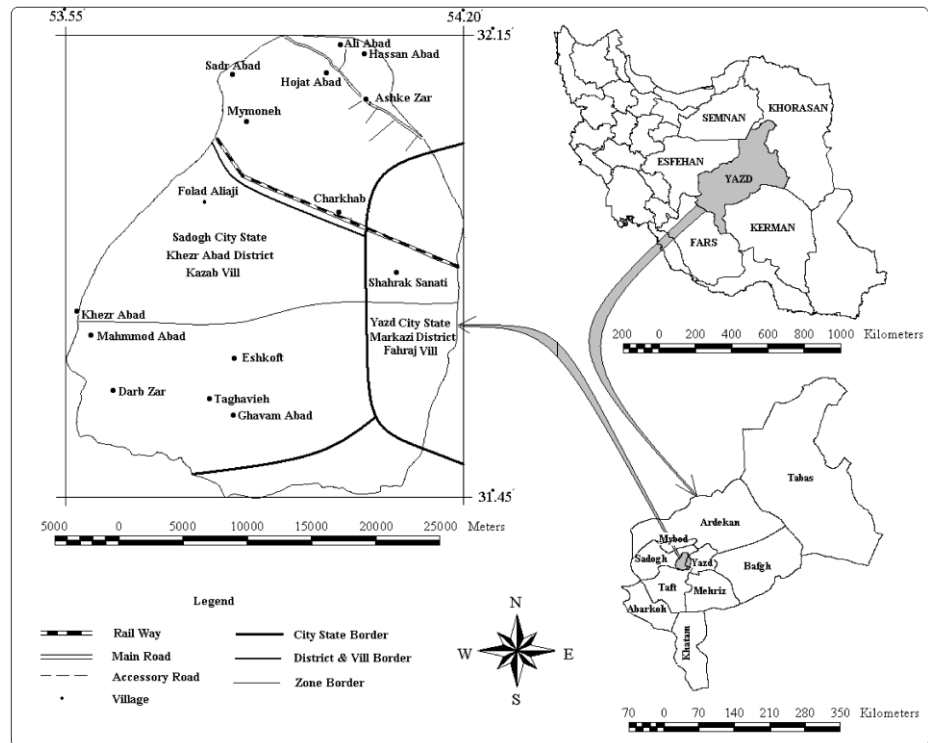 53.55
54.20
32.15
Ali Abad
Hassan Abad
Sadr Abad
Hojat Abad
Ashke Zar
Mymoneh
Folad Aliaji
Charkhab
Sadogh City State
Khezr Abad District
Kazab Vill
Shahrak Sanati
Khezr Abad
Mahmmod Abad
Yazd City State
Markazi District
Fahraj Vill
Eshkoft
Darb Zar
Taghavieh
Ghavam Abad
31.45
5000 0 5000 10000 15000 20000 25000 Meters
KHORASAN
SEMNAN
ESFEHAN
YAZD
FARS
KERMAN
200 0 200 400 600 800 1000 Kilometers
Tabas
Ardekan
Mybod
Sadogh
Yazd
Bafgh
Taft
Mehriz
Abarkoh
Khatam
70 0 70 140 210 280 350 Kilometers
Legend
Rail Way
Main Road
Accessory Road
Village
City State Border
District & Vill Border
Zone Border
N
W E
S